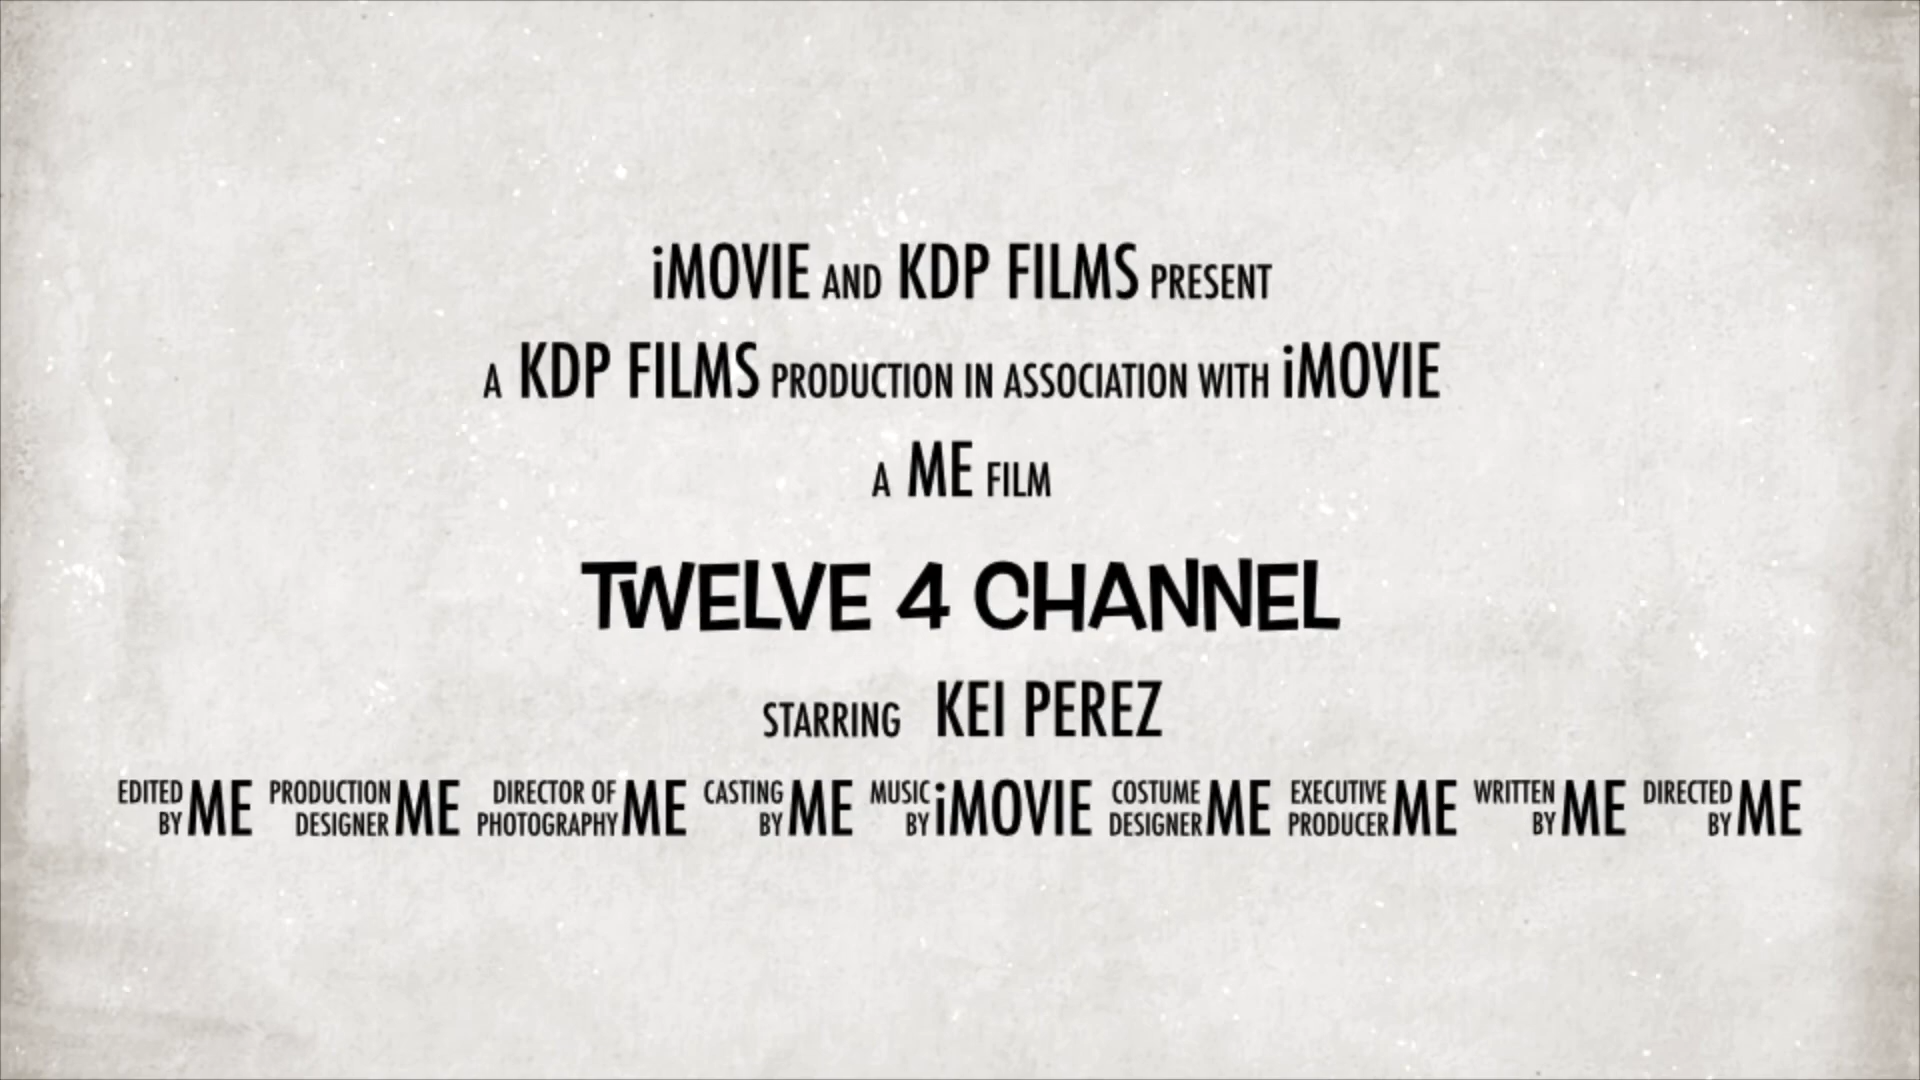 iMOVIE AND KDP FILMS PRESENT
A KDP FILMS PRODUCTION IN ASSOCIATION WITH iMOVIE
A ME FILM
TWELVE 4 CHANNEL
STARRING KEI PEREZ
EDITED BY ME PRODUCTION DESIGNER ME DIRECTOR OF PHOTOGRAPHY ME CASTING BY ME MUSIC BY iMOVIE COSTUME DESIGNER ME EXECUTIVE PRODUCER ME WRITTEN BY ME DIRECTED BY ME